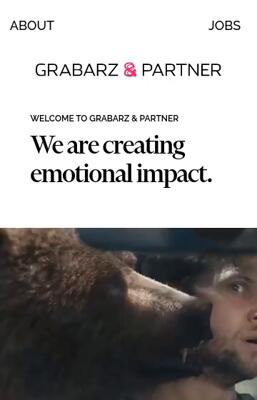 ABOUT JOBS
GRABARZ & PARTNER
WELCOME TO GRABARZ & PARTNER
We are creating
emotional impact.